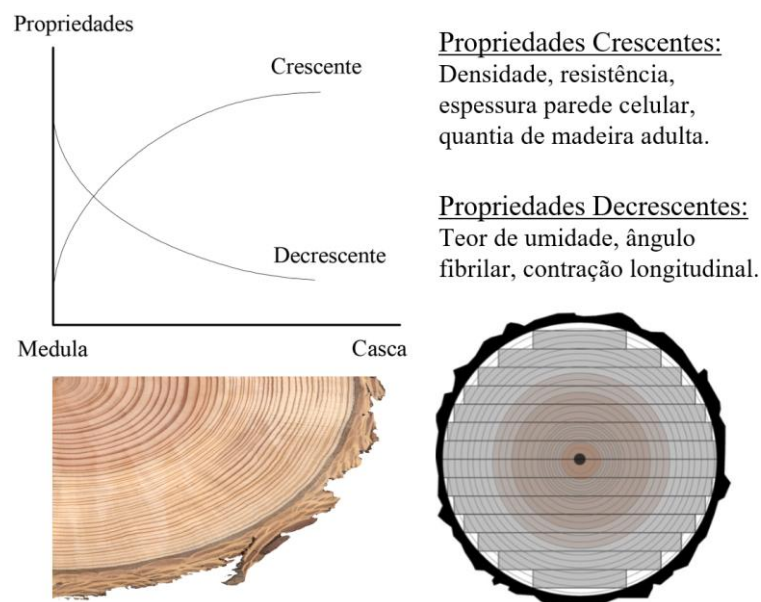 Propriedades
Crescente
Decrescente
Medula
Casca
Propriedades Crescentes:
Densidade, resistência,
espessura parede celular,
quantia de madeira adulta.
Propriedades Decrescentes:
Teor de umidade, ângulo
fibrilar, contração longitudinal.